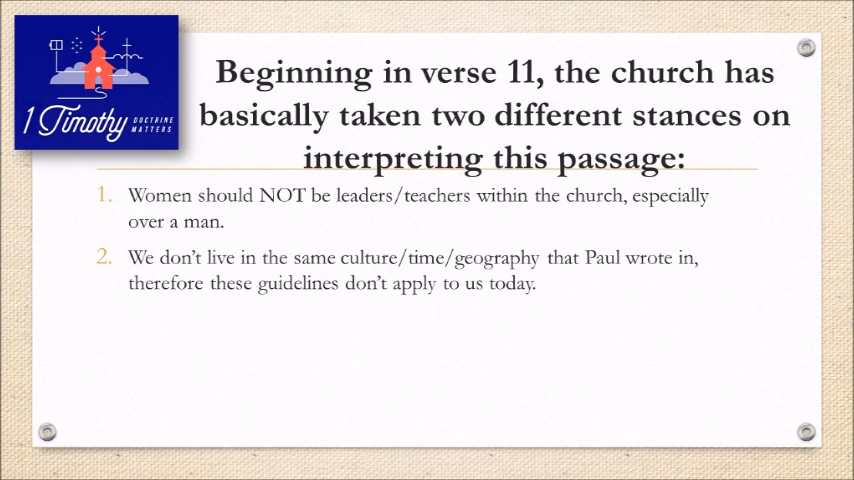 1 Timothy DOCTRINE
MATTERS
Beginning in verse 11, the church has
basically taken two different stances on
interpreting this passage:
1. Women should NOT be leaders/teachers within the church, especially
over a man.
2. We don't live in the same culture/time/geography that Paul wrote in,
therefore these guidelines don't apply to us today.